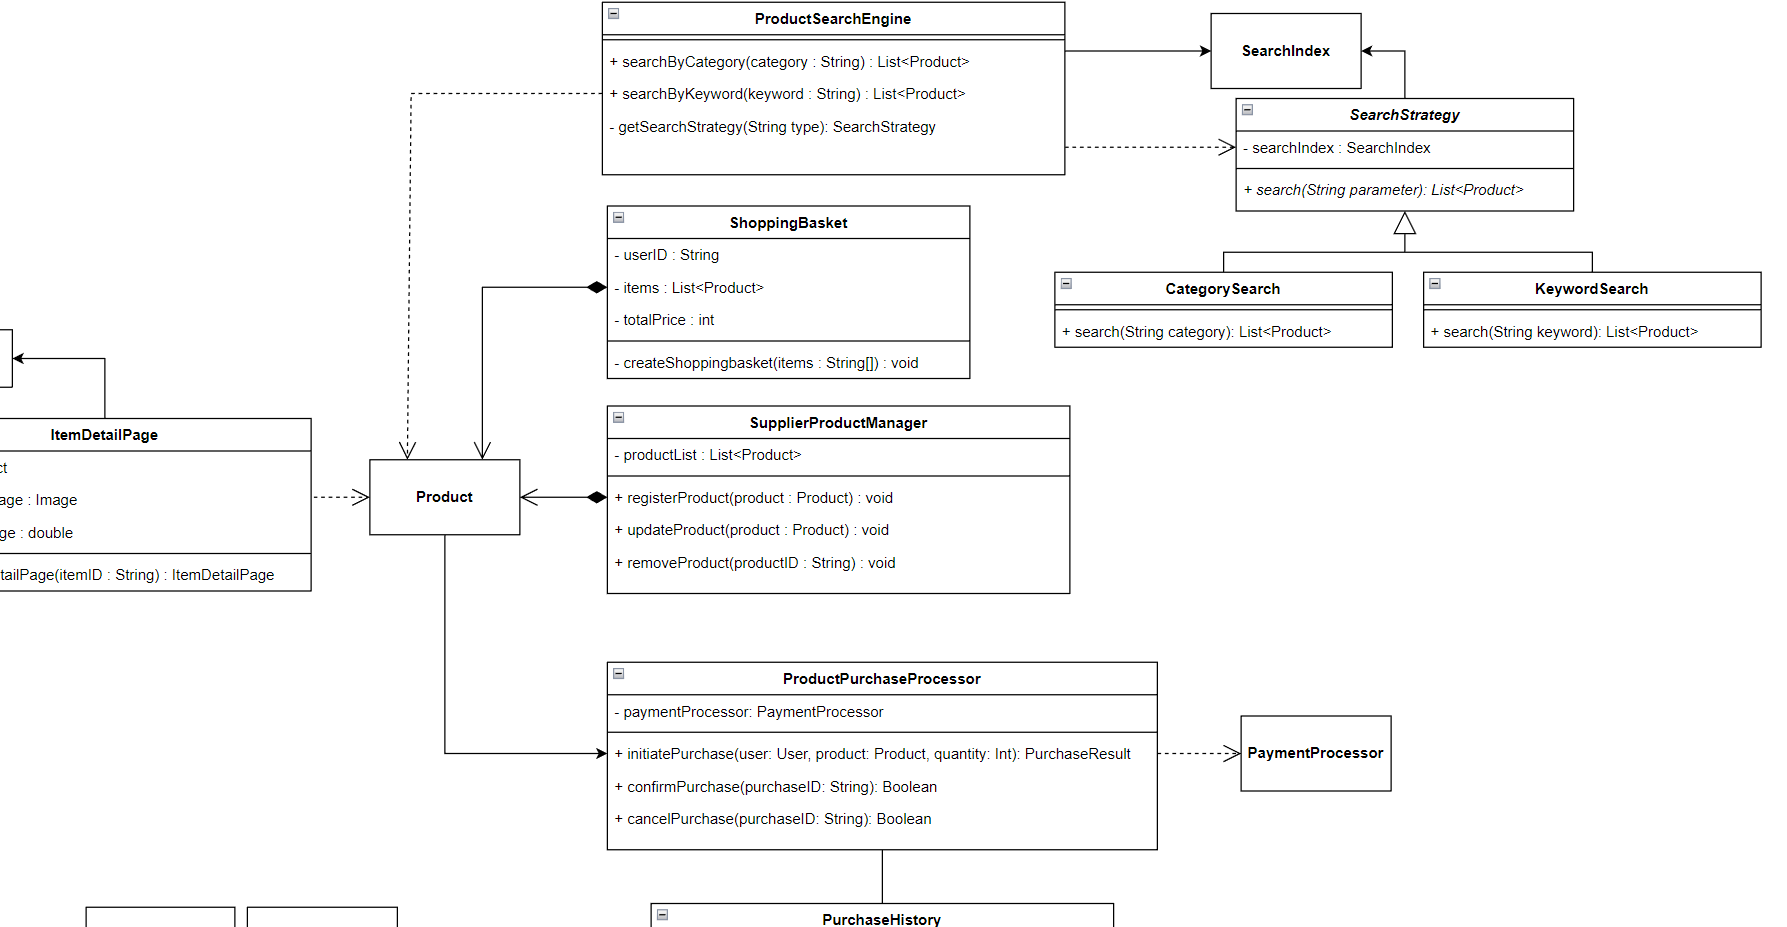 ProductSearchEngine
+ searchByCategory(category : String) : List<Product>
+ searchByKeyword(keyword : String) : List<Product>
- getSearchStrategy(String type): SearchStrategy
SearchIndex
SearchStrategy
- searchIndex : SearchIndex
+ search(String parameter): List<Product>
CategorySearch
+ search(String category): List<Product>
KeywordSearch
+ search(String keyword): List<Product>
ShoppingBasket
- userID : String
- items : List<Product>
- totalPrice : int
- createShoppingbasket(items : String[]) : void
ItemDetailPage
ct
age : Image
ge : double
tailPage(itemID : String) : ItemDetailPage
Product
SupplierProductManager
- productList : List<Product>
+ registerProduct(product : Product) : void
+ updateProduct(product : Product) : void
+ removeProduct(productID : String) : void
ProductPurchaseProcessor
- paymentProcessor: PaymentProcessor
+ initiatePurchase(user: User, product: Product, quantity: Int): PurchaseResult
+ confirmPurchase(purchaseID: String): Boolean
+ cancelPurchase(purchaseID: String): Boolean
PaymentProcessor
PurchaseHistory